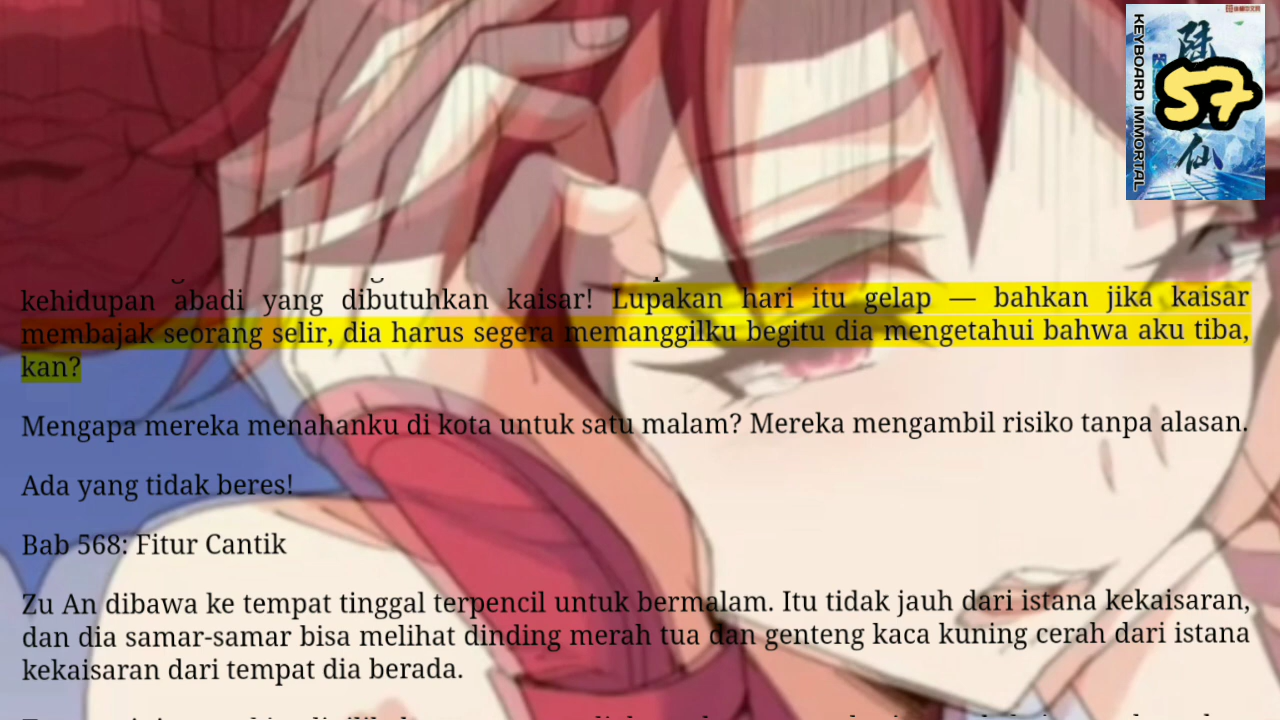 KEYBOARD IMMORTAL
57
仙
kehidupan abadi yang dibutuhkan kaisar! Lupakan hari itu gelap — bahkan jika kaisar
membajak seorang selir, dia harus segera memanggilku begitu dia mengetahui bahwa aku tiba,
kan?
Mengapa mereka menahanku di kota untuk satu malam? Mereka mengambil risiko tanpa alasan.
Ada yang tidak beres!
Bab 568: Fitur Cantik
Zu An dibawa ke tempat tinggal terpencil untuk bermalam. Itu tidak jauh dari istana kekaisaran,
dan dia samar-samar bisa melihat dinding merah tua dan genteng kaca kuning cerah dari istana
kekaisaran dari tempat dia berada.